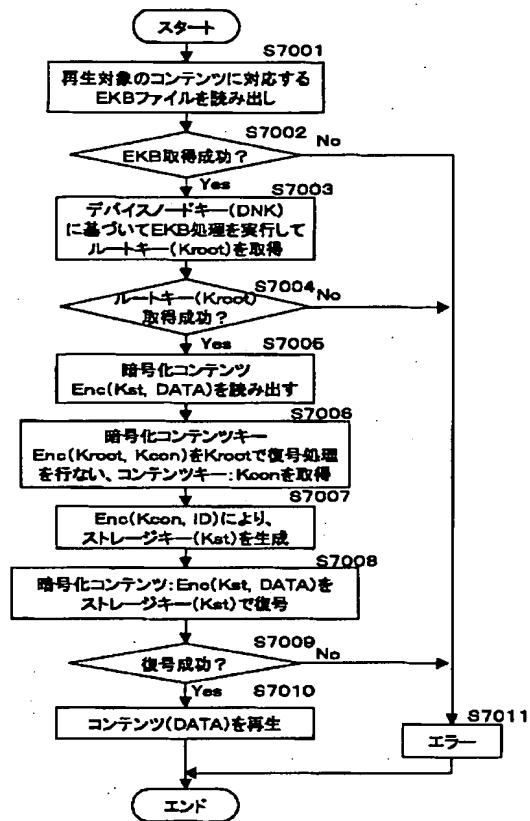 スタート
S7001
再生対象のコンテンツに対応する
EKBファイルを読み出し
S7002
EKB取得成功？
No
Yes
S7003
デバイスノードキー(DNK)
に基づいてEKB処理を実行して
ルートキー(Kroot)を取得
S7004
ルートキー(Kroot)
取得成功？
No
Yes
S7005
暗号化コンテンツ
Enc(Kst, DATA)を読み出す
S7006
暗号化コンテンツキー
Enc(Kroot, Kcon)をKrootで復号処理
を行ない、コンテンツキー：Kconを取得
S7007
Enc(Kcon, ID)により、
ストレージキー(Kst)を生成
S7008
暗号化コンテンツ：Enc(Kst, DATA)を
ストレージキー(Kst)で復号
S7009
復号成功？
No
Yes
S7010
コンテンツ(DATA)を再生
S7011
エラー
エンド